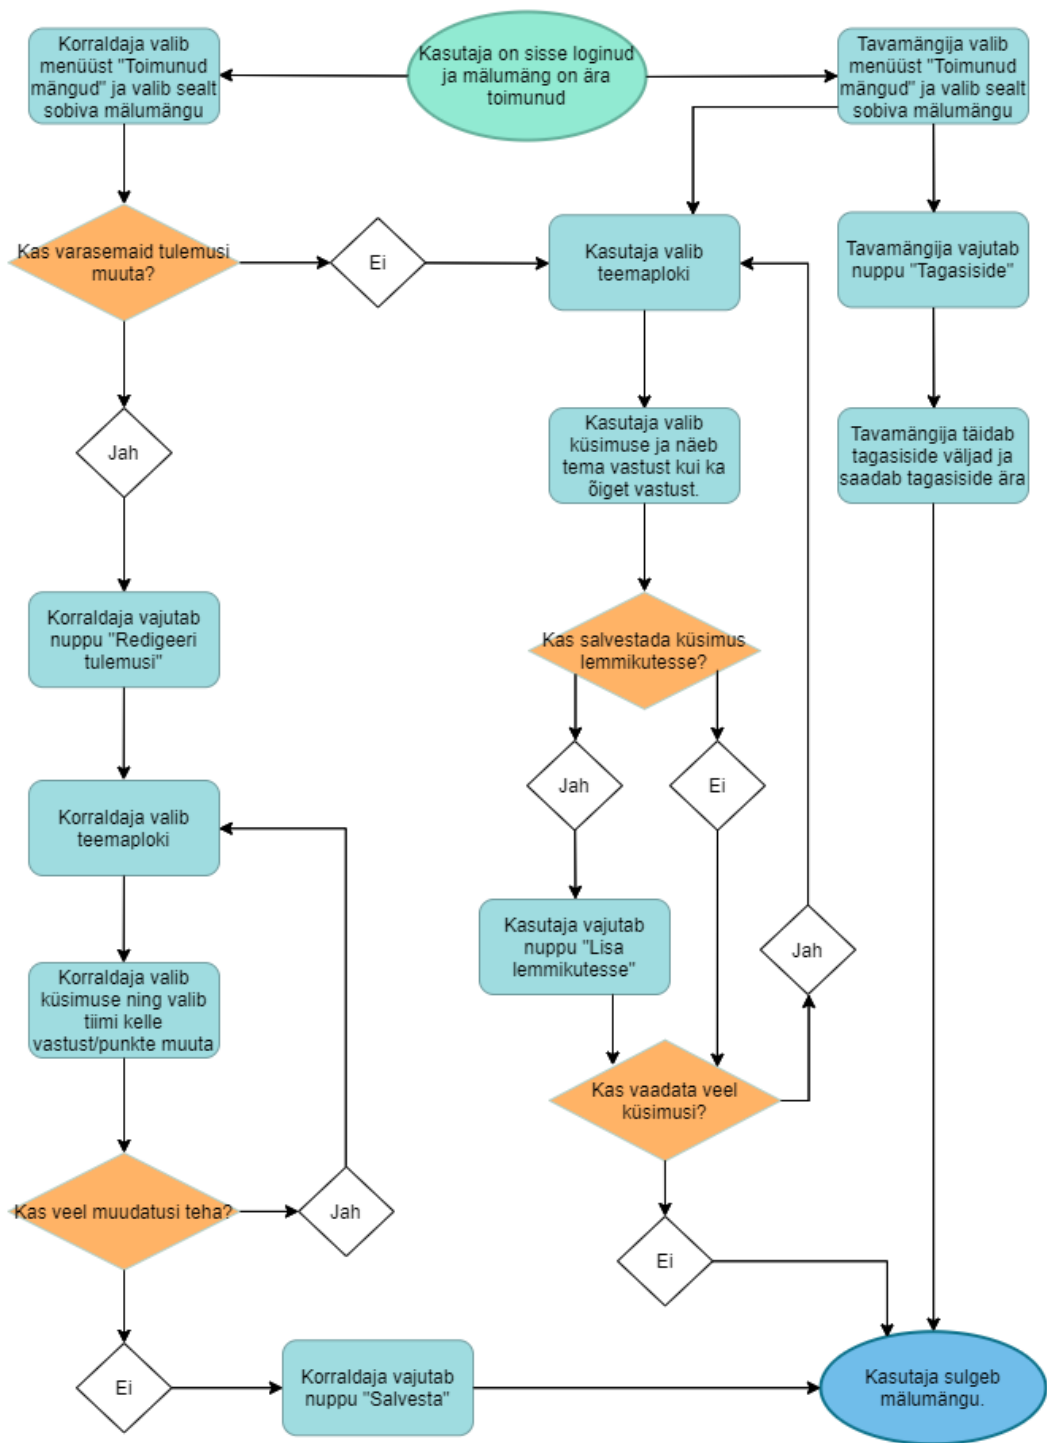 Korraldaja valib
menüüst "Toimunud
mängud" ja valib sealt
sobiva mälumängu
Kasutaja on sisse loginud
ja mälumäng on ära
toimunud
Tavamängija valib
menüüst "Toimunud
mängud" ja valib sealt
sobiva mälumängu
Kas varasemaid tulemusi
muuta?
Ei
Kasutaja valib
teemaploki
Tavamängija vajutab
nuppu "Tagasiside"
Jah
Kasutaja valib
küsimuse ja näeb
tema vastust kui ka
õiget vastust.
Tavamängija täidab
tagasiside väljad ja
saadab tagasiside ära
Korraldaja vajutab
nuppu "Redigeeri
tulemusi"
Kas salvestada küsimus
lemmikutesse?
Jah
Ei
Korraldaja valib
teemaploki
Kasutaja vajutab
nuppu "Lisa
lemmikutesse"
Jah
Korraldaja valib
küsimuse ning valib
tiimi kelle
vastust/punkte muuta
Kas vaadata veel
küsimusi?
Kas veel muudatusi teha?
Jah
Ei
Ei
Korraldaja vajutab
nuppu "Salvesta"
Kasutaja sulgeb
mälumängu.